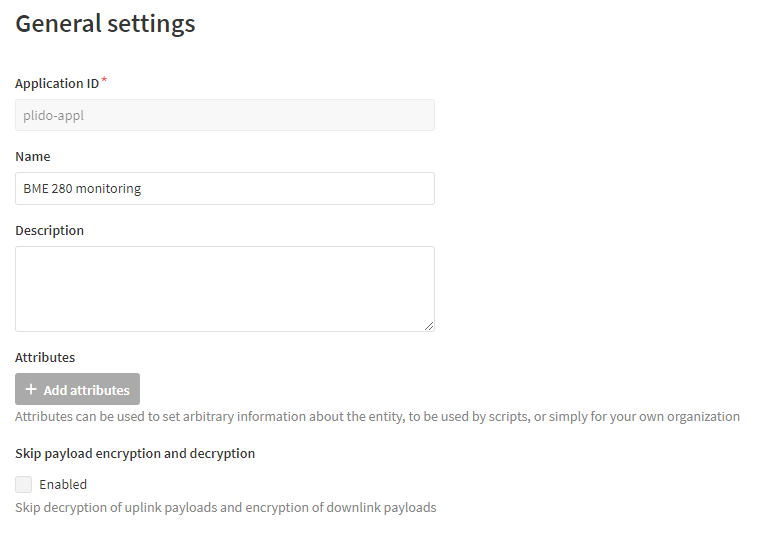 General settings
Application ID*
plido-appl
Name
BME 280 monitoring
Description
Attributes
+ Add attributes
Attributes can be used to set arbitrary information about the entity, to be used by scripts, or simply for your own organization
Skip payload encryption and decryption
Enabled
Skip decryption of uplink payloads and encryption of downlink payloads